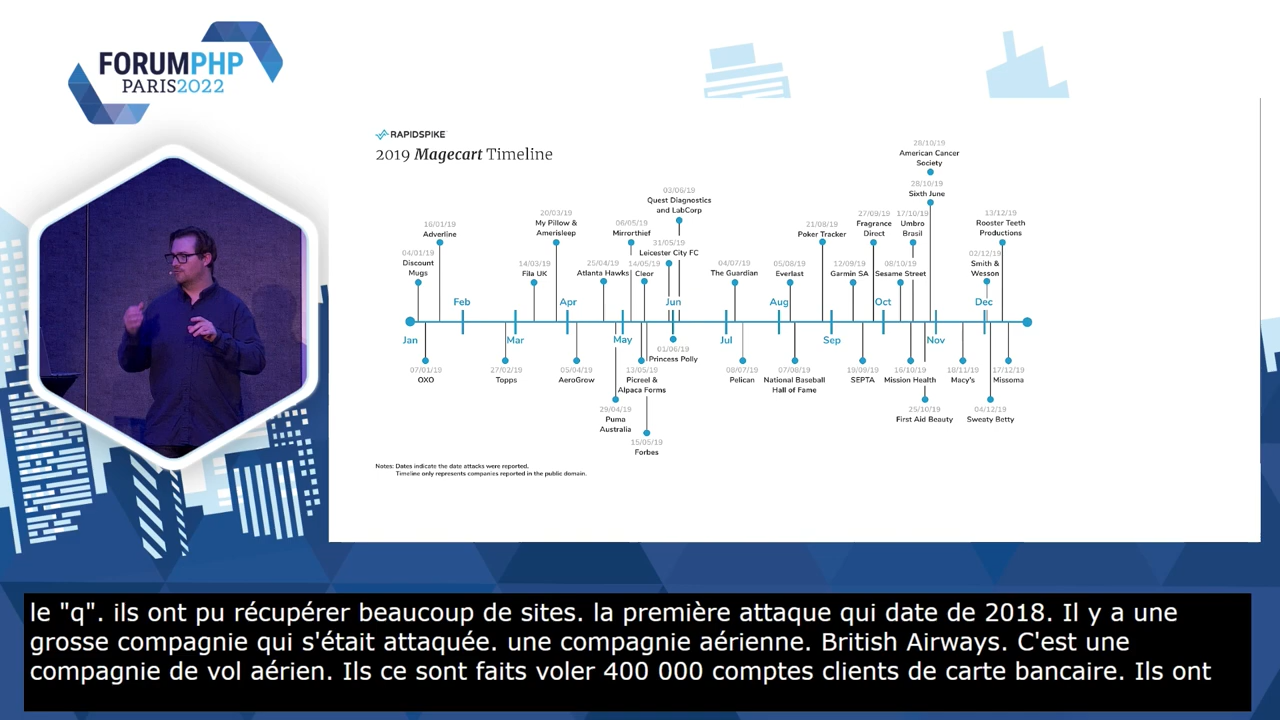 FORUMPHP
PARIS2022
RAPIDSPIKE
2019 Magecart Timeline
28/10/19
American Cancer
Society
28/10/19
Sixth June
03/06/19
Quest Diagnostics
and LabCorp
16/01/19
Adverline
20/03/19
My Pillow &
Amerisleep
06/05/19
Mirrorthief
31/05/19
Leicester City FC
21/08/19
Poker Tracker
27/09/19
Fragrance
Direct
17/10/19
Umbro
Brasil
13/12/19
Rooster Teeth
Productions
04/01/19
Discount
Mugs
14/03/19
Fila UK
25/04/19
Atlanta Hawks
14/05/19
Cleor
04/07/19
The Guardian
05/08/19
Everlast
12/09/19
Garmin SA
08/10/19
Sesame Street
02/12/19
Smith &
Wesson
Feb
Apr
Jun
Aug
Oct
Dec
Jan
Mar
May
Jul
Sep
Nov
07/01/19
OXO
27/02/19
Topps
05/04/19
AeroGrow
13/05/19
Picreel &
Alpaca Forms
01/06/19
Princess Polly
08/07/19
Pelican
07/08/19
National Baseball
Hall of Fame
19/09/19
SEPTA
16/10/19
Mission Health
18/11/19
Macy's
17/12/19
Missoma
29/04/19
Puma
Australia
15/05/19
Forbes
25/10/19
First Aid Beauty
04/12/19
Sweaty Betty
Notes: Dates indicate the date attacks were reported.
Timeline only represents companies reported in the public domain.
le "q". ils ont pu récupérer beaucoup de sites. la première attaque qui date de 2018. Il y a une
grosse compagnie qui s'était attaquée. une compagnie aérienne. British Airways. C'est une
compagnie de vol aérien. Ils ce sont faits voler 400 000 comptes clients de carte bancaire. Ils ont